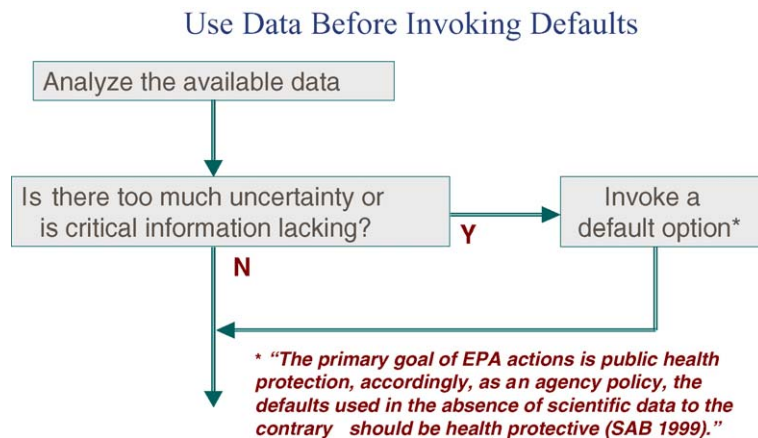 Use Data Before Invoking Defaults
Analyze the available data
Is there too much uncertainty or
is critical information lacking?
Invoke a
default option*
Y
N
* “The primary goal of EPA actions is public health
protection, accordingly, as an agency policy, the
defaults used in the absence of scientific data to the
contrary should be health protective (SAB 1999).”